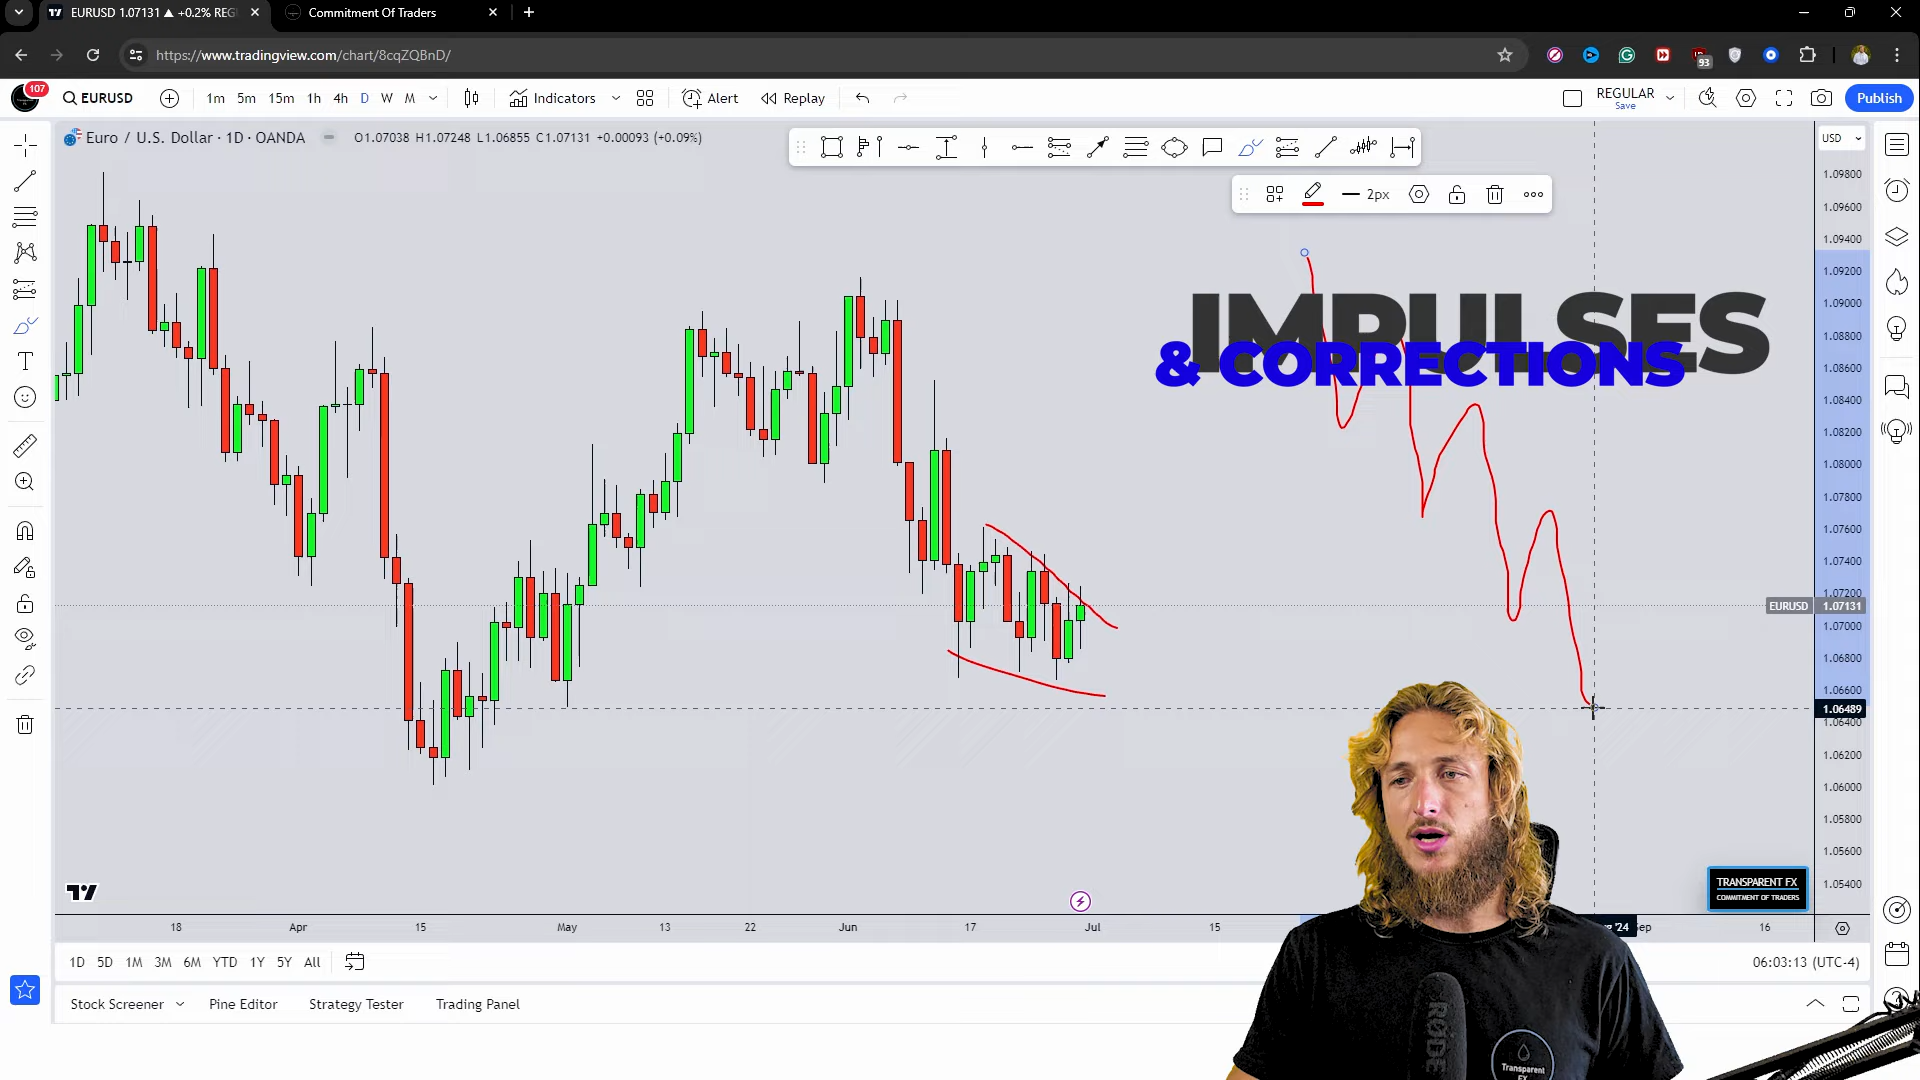 EURUSD 1.07131 ▲ +0.2% REG
Commitment Of Traders
https://www.tradingview.com/chart/8cqZQBnD/
93
107
EURUSD
1m 5m 15m 1h 4h D W M
Indicators
Alert
Replay
REGULAR
Save
Publish
Euro / U.S. Dollar · 1D · OANDA
O1.07038 H1.07248 L1.06855 C1.07131 +0.00093 (+0.09%)
USD
2px
IMPULSES
& CORRECTIONS
1.09800
1.09600
1.09400
1.09200
1.09000
1.08800
1.08600
1.08400
1.08200
1.08000
1.07800
1.07600
1.07400
1.07200
EURUSD 1.07131
1.07000
1.06800
1.06600
1.06489
1.06400
1.06200
1.06000
1.05800
1.05600
1.05400
TRANSPARENT FX
COMMITMENT OF TRADERS
18 Apr 15 May 13 22 Jun 17 Jul 15 '24 ep 16
1D 5D 1M 3M 6M YTD 1Y 5Y All
06:03:13 (UTC-4)
Stock Screener
Pine Editor
Strategy Tester
Trading Panel
RODE
Transparent
FX